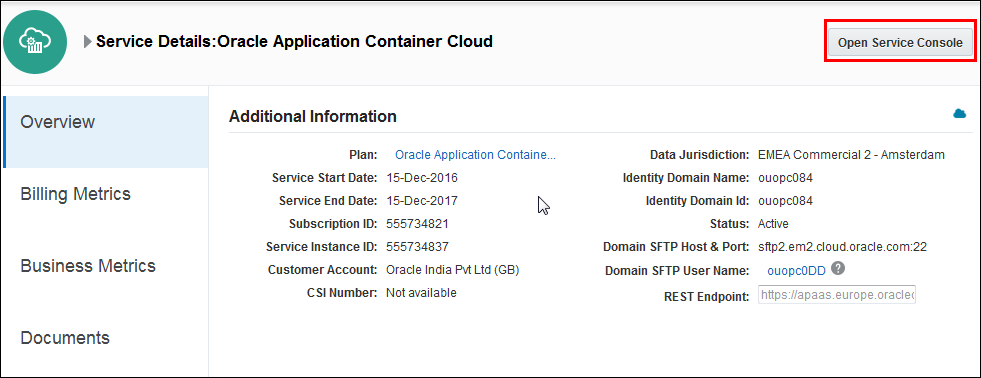 Service Details:Oracle Application Container Cloud
Open Service Console
Overview
Billing Metrics
Business Metrics
Documents
Additional Information
Plan: Oracle Application Containe...
Service Start Date: 15-Dec-2016
Service End Date: 15-Dec-2017
Subscription ID: 555734821
Service Instance ID: 555734837
Customer Account: Oracle India Pvt Ltd (GB)
CSI Number: Not available
Data Jurisdiction: EMEA Commercial 2 - Amsterdam
Identity Domain Name: ouopc084
Identity Domain Id: ouopc084
Status: Active
Domain SFTP Host & Port: sftp2.em2.cloud.oracle.com:22
Domain SFTP User Name: ouopc0DD ?
REST Endpoint: https://apaas.europe.oraclec